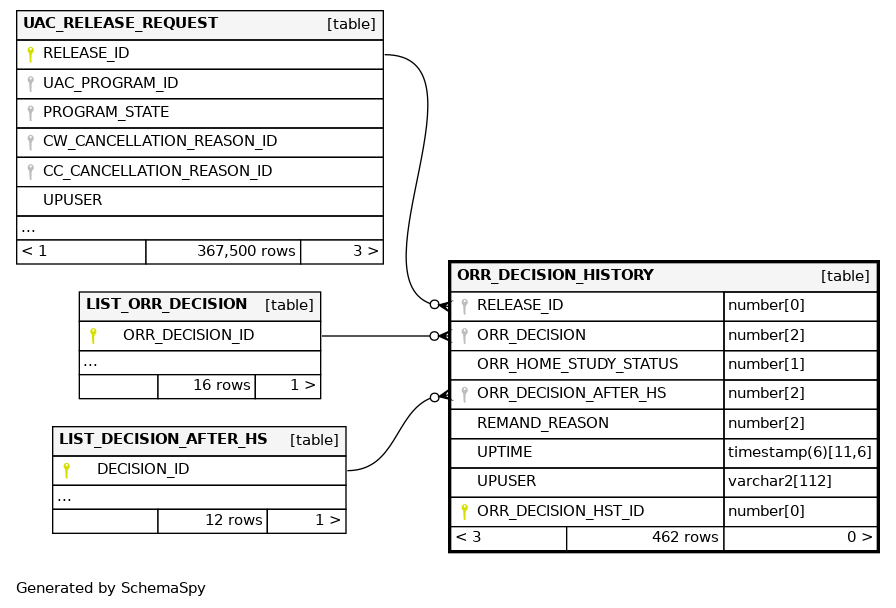 UAC_RELEASE_REQUEST [table]
RELEASE_ID
UAC_PROGRAM_ID
PROGRAM_STATE
CW_CANCELLATION_REASON_ID
CC_CANCELLATION_REASON_ID
UPUSER
...
< 1 367,500 rows 3 >
LIST_ORR_DECISION [table]
ORR_DECISION_ID
...
16 rows 1 >
LIST_DECISION_AFTER_HS [table]
DECISION_ID
...
12 rows 1 >
ORR_DECISION_HISTORY [table]
RELEASE_ID number[0]
ORR_DECISION number[2]
ORR_HOME_STUDY_STATUS number[1]
ORR_DECISION_AFTER_HS number[2]
REMAND_REASON number[2]
UPTIME timestamp(6)[11,6]
UPUSER varchar2[112]
ORR_DECISION_HST_ID number[0]
< 3 462 rows 0 >
Generated by SchemaSpy